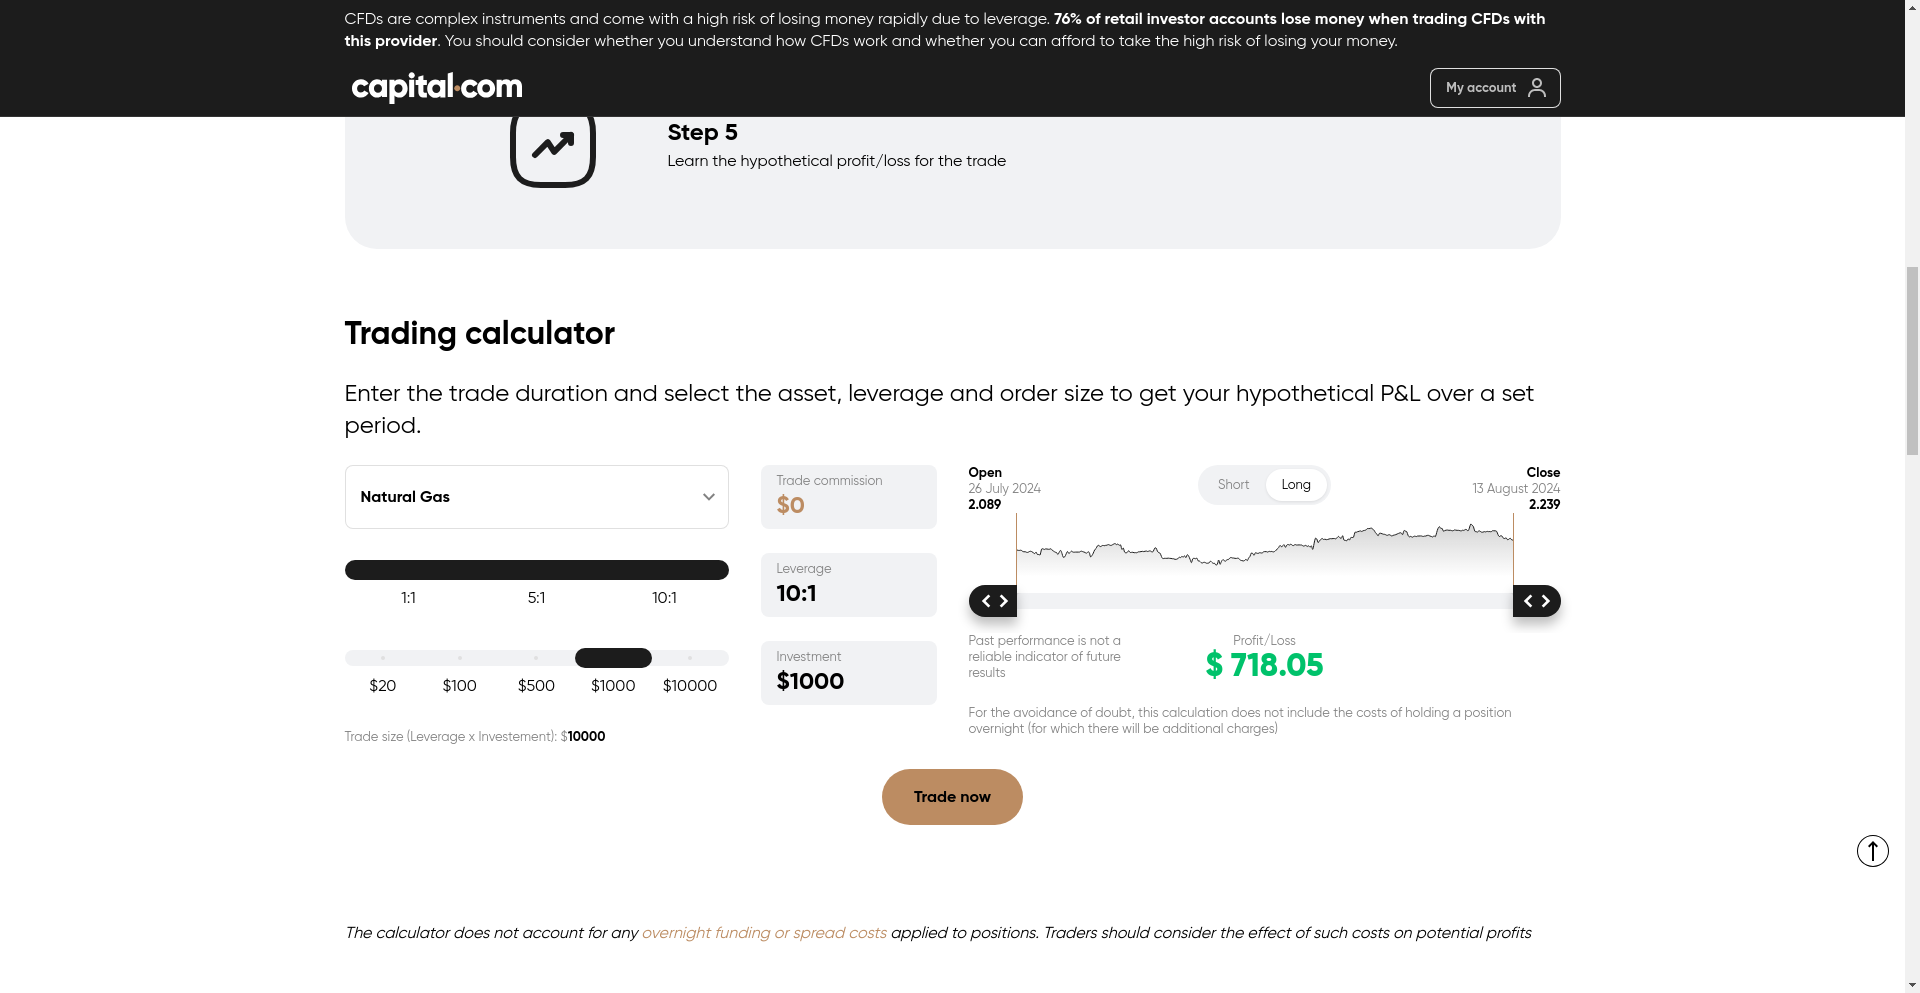 CFDs are complex instruments and come with a high risk of losing money rapidly due to leverage. 76% of retail investor accounts lose money when trading CFDs with
this provider. You should consider whether you understand how CFDs work and whether you can afford to take the high risk of losing your money.
capital.com
My account
Step 5
Learn the hypothetical profit/loss for the trade
Trading calculator
Enter the trade duration and select the asset, leverage and order size to get your hypothetical P&L over a set
period.
Natural Gas
1:1 5:1 10:1
$20 $100 $500 $1000 $10000
Trade size (Leverage x Investement): $10000
Trade commission
$0
Leverage
10:1
Investment
$1000
Open
26 July 2024
2.089
Short Long
Close
13 August 2024
2.239
Past performance is not a
reliable indicator of future
results
Profit/Loss
$ 718.05
For the avoidance of doubt, this calculation does not include the costs of holding a position
overnight (for which there will be additional charges)
Trade now
The calculator does not account for any overnight funding or spread costs applied to positions. Traders should consider the effect of such costs on potential profits